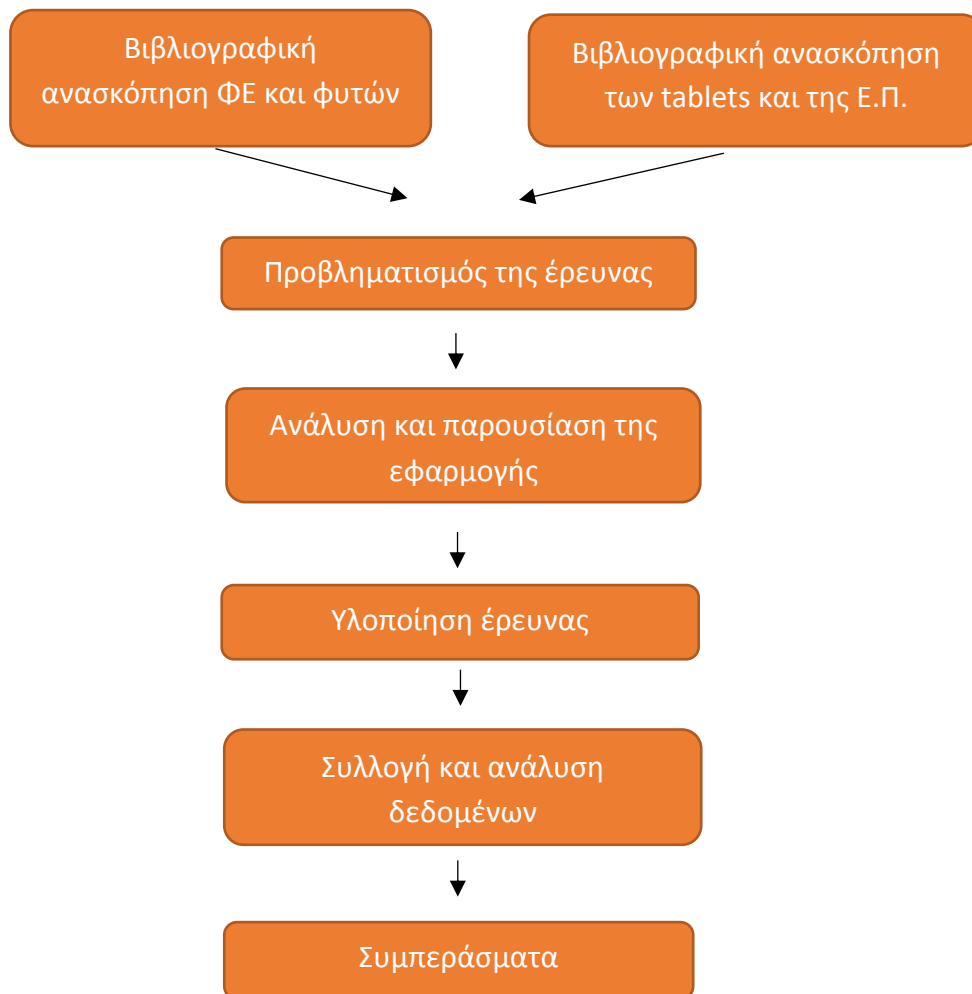 Βιβλιογραφική
ανασκόπηση ΦΕ και φυτών
Βιβλιογραφική ανασκόπηση
των tablets και της Ε.Π.
Προβληματισμός της έρευνας
Ανάλυση και παρουσίαση της
εφαρμογής
Υλοποίηση έρευνας
Συλλογή και ανάλυση
δεδομένων
Συμπεράσματα